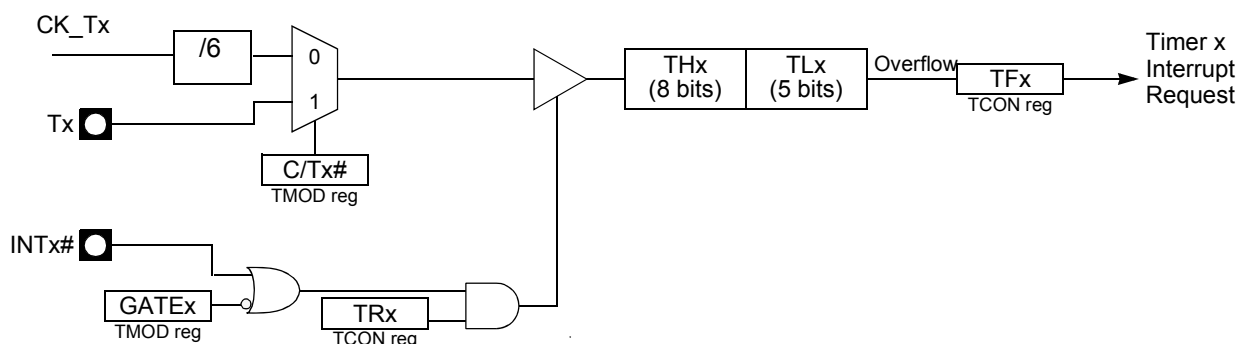 CK_Tx
/6
0
1
Tx
C/Tx#
TMOD reg
THx
(8 bits)
TLx
(5 bits)
Overflow
TFx
TCON reg
Timer x
Interrupt
Request
INTx#
GATEx
TMOD reg
TRx
TCON reg